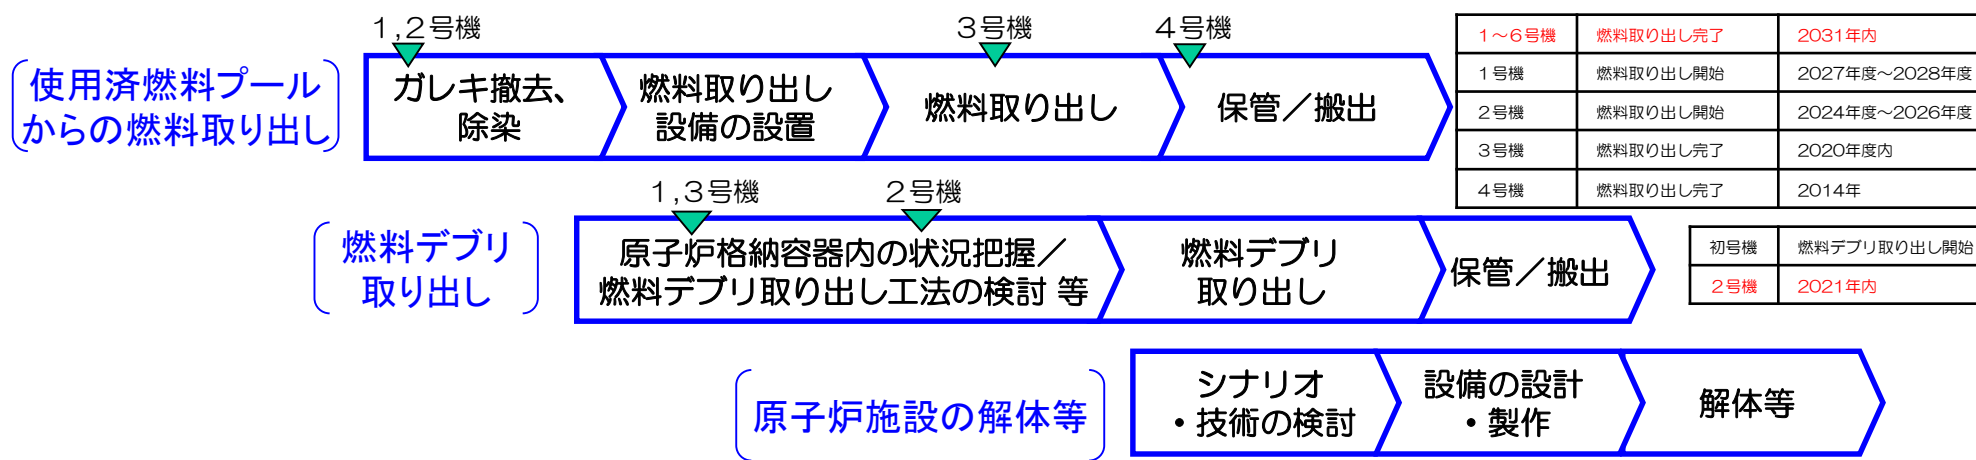 1,2号機
3号機
4号機
使用済燃料プール
からの燃料取り出し
ガレキ撤去、
除染
燃料取り出し
設備の設置
燃料取り出し
保管／搬出
1～6号機 燃料取り出し完了 2031年内
1号機 燃料取り出し開始 2027年度～2028年度
2号機 燃料取り出し開始 2024年度～2026年度
3号機 燃料取り出し完了 2020年度内
4号機 燃料取り出し完了 2014年
1,3号機
2号機
燃料デブリ
取り出し
原子炉格納容器内の状況把握／
燃料デブリ取り出し工法の検討 等
燃料デブリ
取り出し
保管／搬出
初号機 燃料デブリ取り出し開始
2号機 2021年内
原子炉施設の解体等
シナリオ
・技術の検討
設備の設計
・製作
解体等